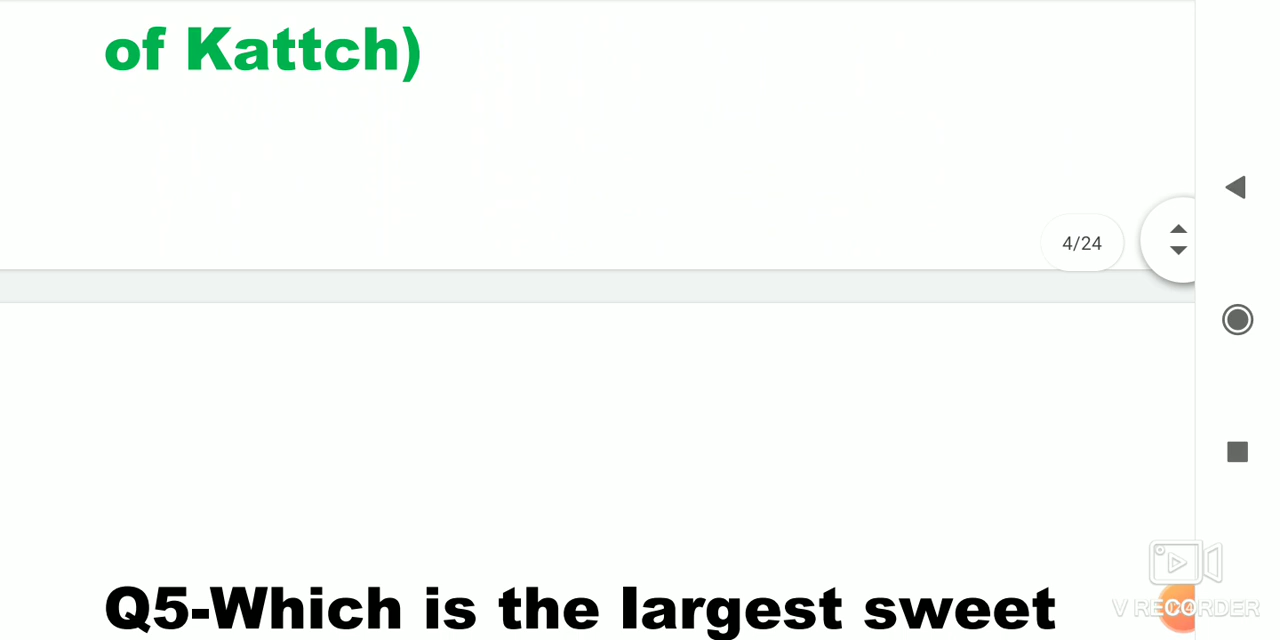 of Kattch)
4/24
Q5-Which is the largest sweet
V RECORDER